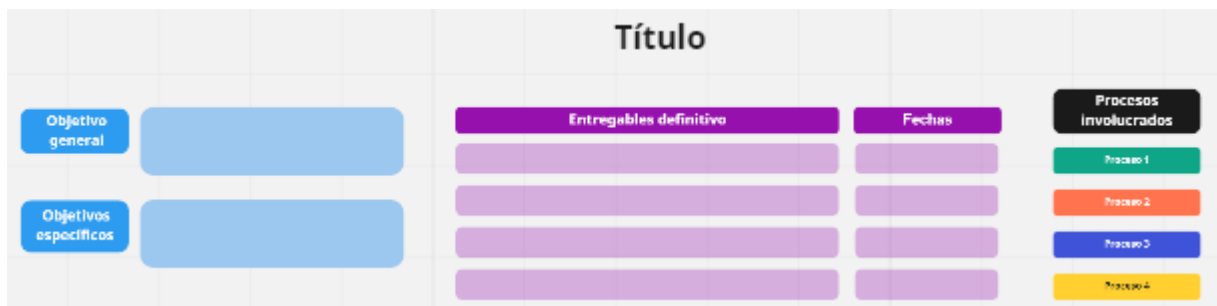 Título
Objetivo
general
Objetivos
específicos
Entregables definitivo
Fechas
Procesos
involucrados
Proceso 1
Proceso 2
Proceso 3
Proceso 4